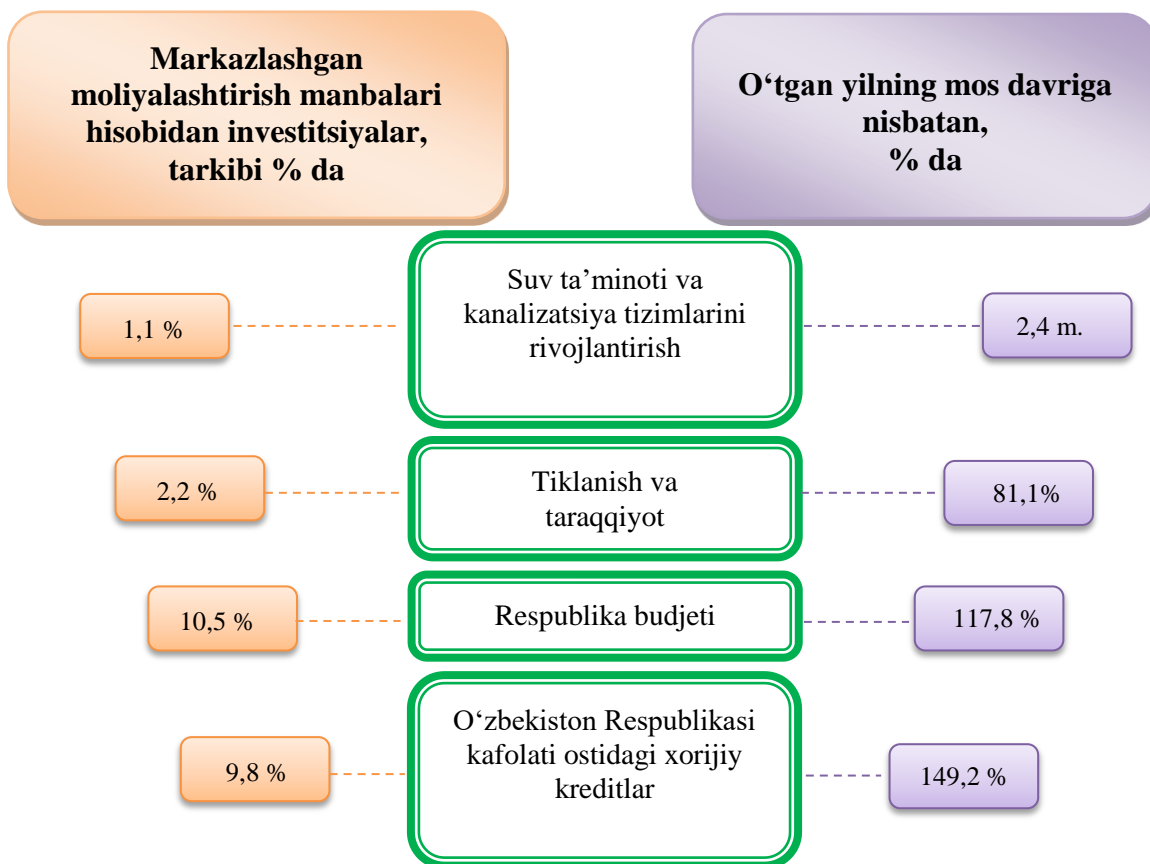 Markazlashgan
moliyalashtirish manbalari
hisobidan investitsiyalar,
tarkibi % da
O‘tgan yilning mos davriga
nisbatan,
% da
1,1 %
Suv ta’minoti va
kanalizatsiya tizimlarini
rivojlantirish
2,4 m.
2,2 %
Tiklanish va
taraqqiyot
81,1%
10,5 %
Respublika budjeti
117,8 %
9,8 %
O‘zbekiston Respublikasi
kafolati ostidagi xorijiy
kreditlar
149,2 %